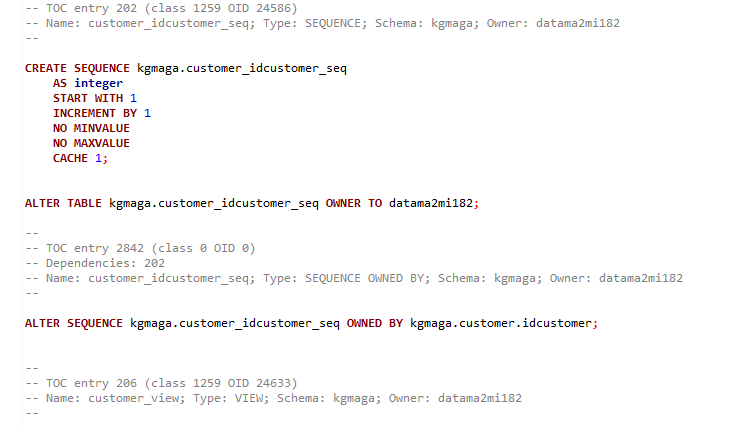 -- TOC entry 202 (class 1259 OID 24586)
-- Name: customer_idcustomer_seq; Type: SEQUENCE; Schema: kgmaga; Owner: datama2mi182
--
CREATE SEQUENCE kgmaga.customer_idcustomer_seq
    AS integer
    START WITH 1
    INCREMENT BY 1
    NO MINVALUE
    NO MAXVALUE
    CACHE 1;
ALTER TABLE kgmaga.customer_idcustomer_seq OWNER TO datama2mi182;
--
-- TOC entry 2842 (class 0 OID 0)
-- Dependencies: 202
-- Name: customer_idcustomer_seq; Type: SEQUENCE OWNED BY; Schema: kgmaga; Owner: datama2mi182
--
ALTER SEQUENCE kgmaga.customer_idcustomer_seq OWNED BY kgmaga.customer.idcustomer;
--
-- TOC entry 206 (class 1259 OID 24633)
-- Name: customer_view; Type: VIEW; Schema: kgmaga; Owner: datama2mi182
--